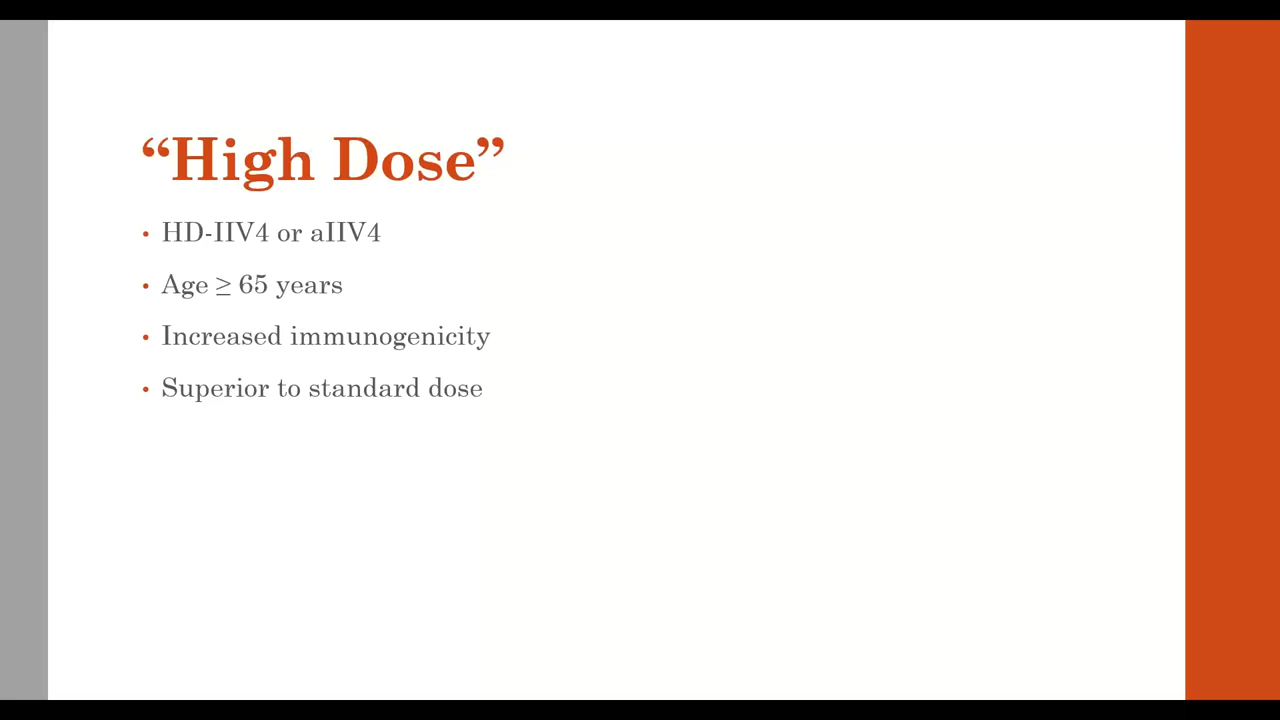 “High Dose”
• HD-IIV4 or aIIV4
• Age ≥ 65 years
• Increased immunogenicity
• Superior to standard dose